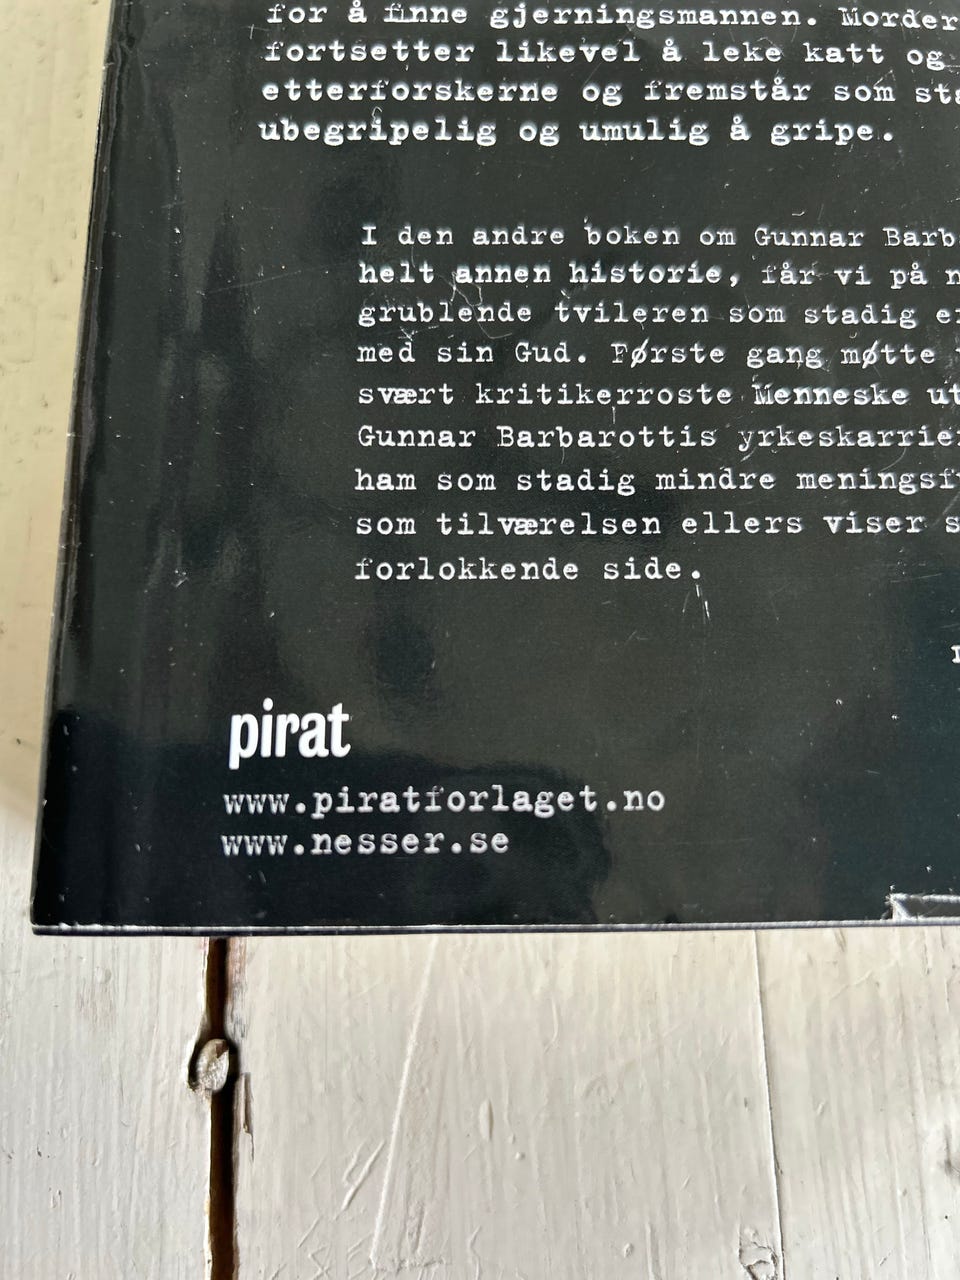 for å finne gjerningsmannen. Morder
fortsetter likevel å leke katt og
etterforskerne og fremstår som
ubegripelig og umulig å gripe.
I den andre boken om Gunnar
helt annen historie, får vi på
grublende tvileren som stadig
med sin Gud. Første gang møtte
svært kritikerroste Menneske
Gunnar Barbarottis
ham som stadig mindre
som tilværelsen ellers viser
forlokkende side.
pirat
www.piratforlaget.no
www.nesser.se